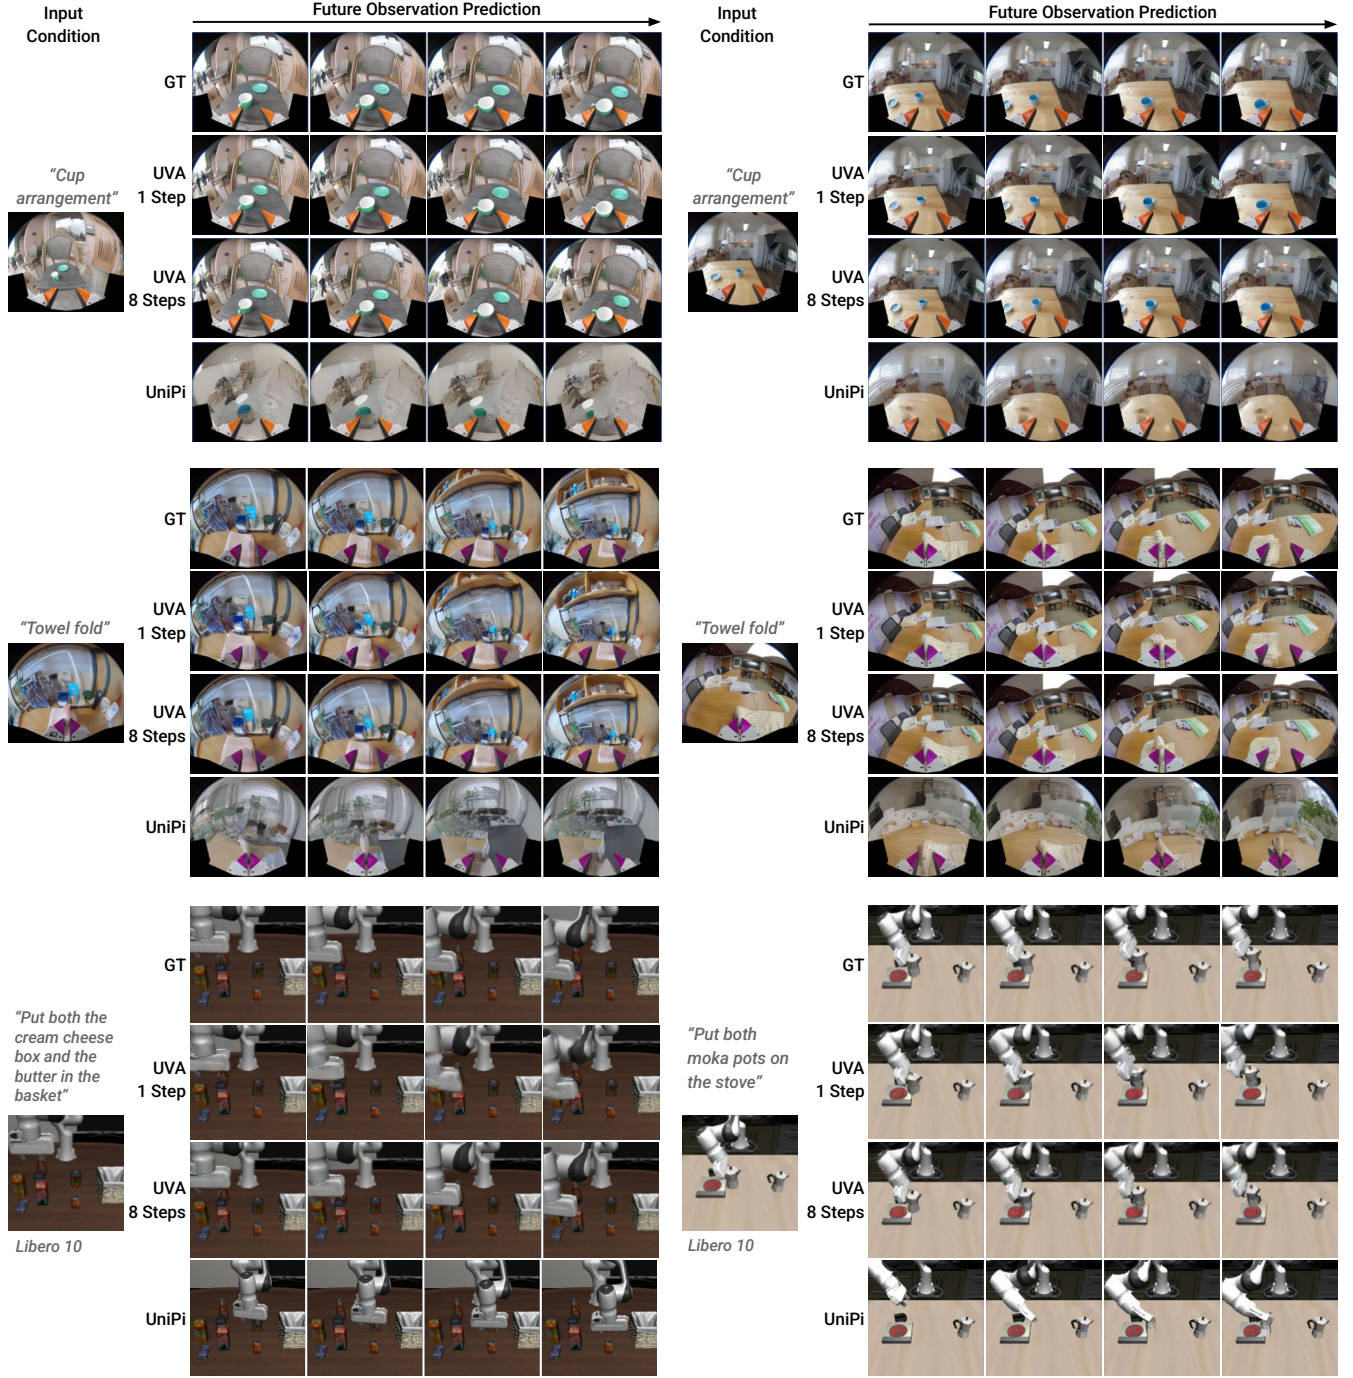 Input
Condition
Future Observation Prediction
GT
"Cup
arrangement"
UVA
1 Step
UVA
8 Steps
UniPi
Input
Condition
Future Observation Prediction
GT
"Cup
arrangement"
UVA
1 Step
UVA
8 Steps
UniPi
GT
"Towel fold"
UVA
1 Step
UVA
8 Steps
UniPi
GT
"Towel fold"
UVA
1 Step
UVA
8 Steps
UniPi
GT
"Put both the
cream cheese
box and the
butter in the
basket"
UVA
1 Step
UVA
8 Steps
Libero 10
UniPi
GT
"Put both
moka pots on
the stove"
UVA
1 Step
UVA
8 Steps
Libero 10
UniPi